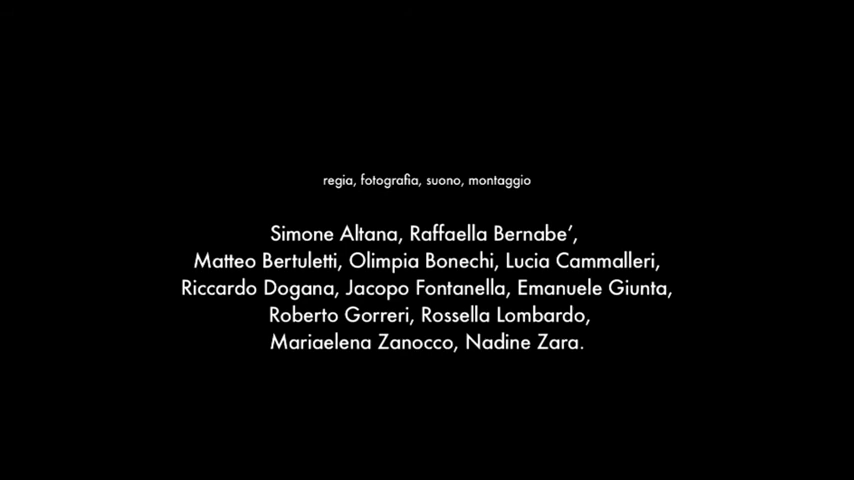 regia, fotografia, suono, montaggio
Simone Altana, Raffaella Bernabe’,
Matteo Bertuletti, Olimpia Bonechi, Lucia Cammalleri,
Riccardo Dogana, Jacopo Fontanella, Emanuele Giunta,
Roberto Gorreri, Rossella Lombardo,
Mariaelena Zanocco, Nadine Zara.